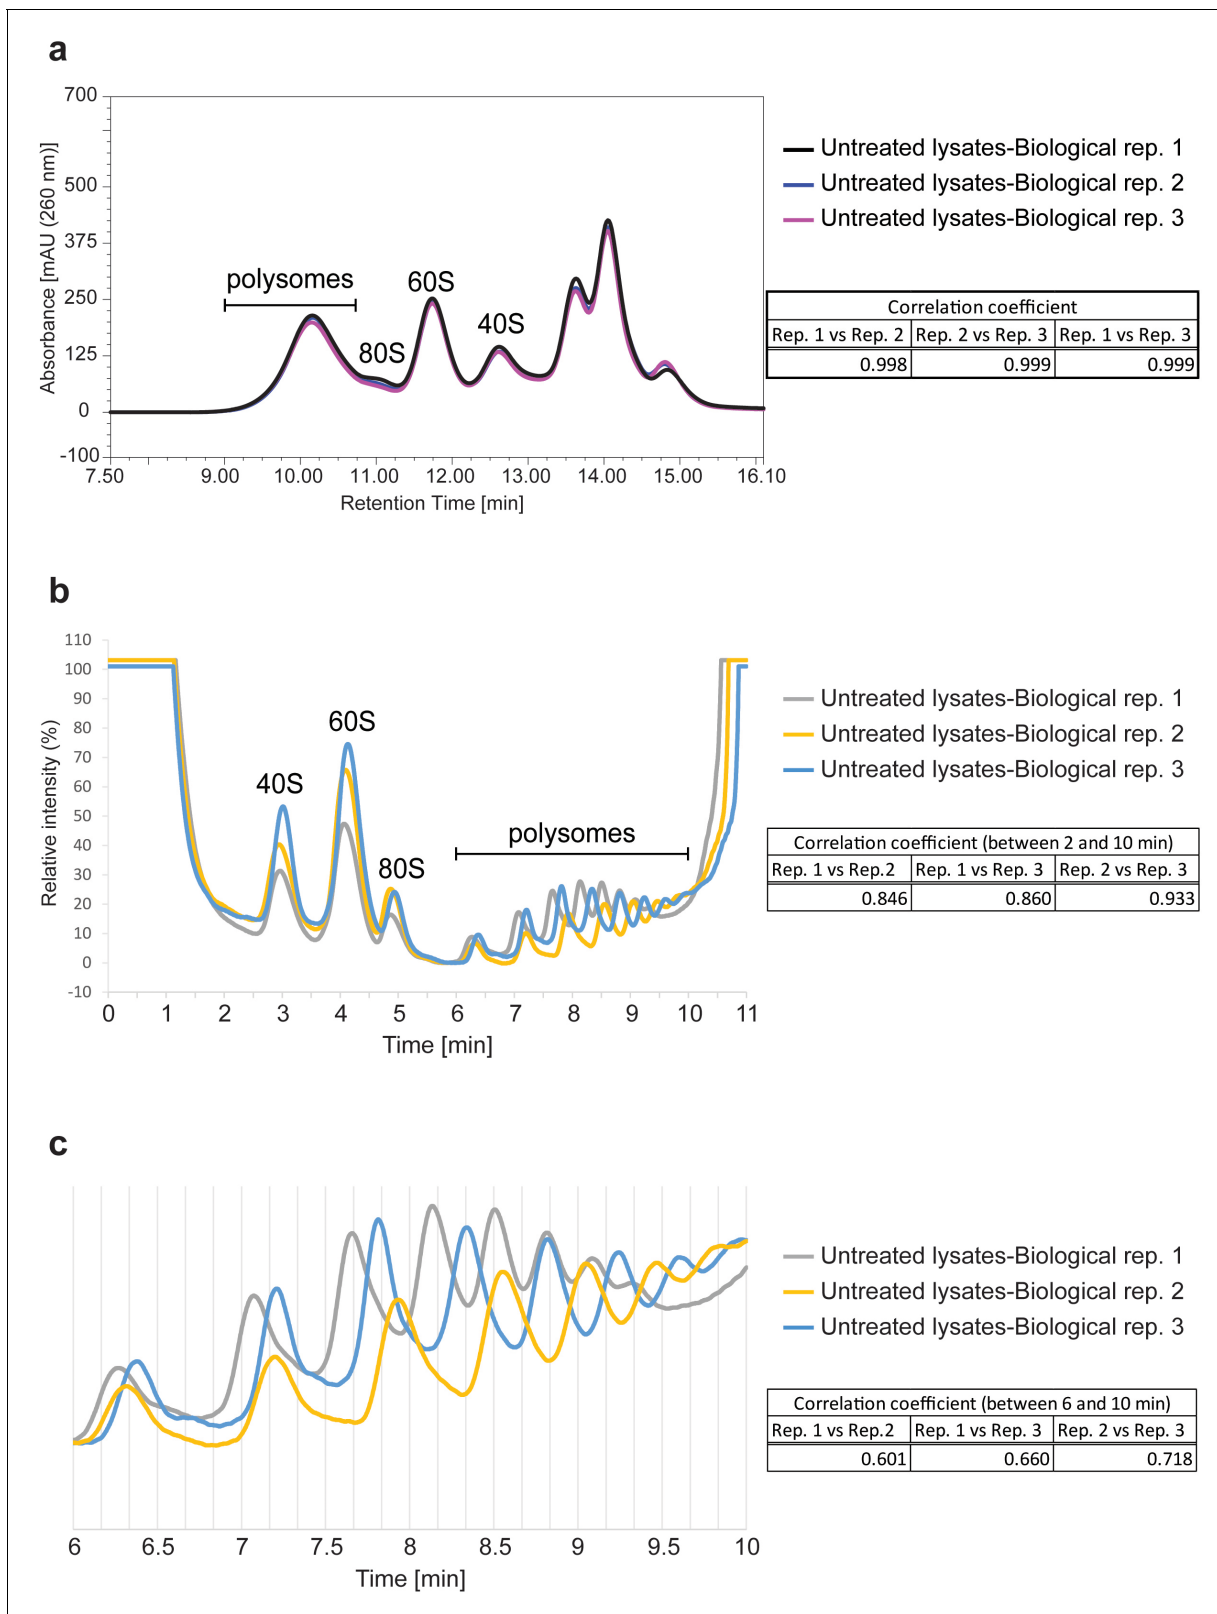 a
700
500
375
250
125
0
-100
Absorbance [mAU (260 nm)]
polysomes
80S
60S
40S
7.50 9.00 10.00 11.00 12.00 13.00 14.00 15.00 16.10
Retention Time [min]
Untreated lysates-Biological rep. 1
Untreated lysates-Biological rep. 2
Untreated lysates-Biological rep. 3
Correlation coefficient
Rep. 1 vs Rep. 2 Rep. 2 vs Rep. 3 Rep. 1 vs Rep. 3
0.998 0.999 0.999
b
110
100
90
80
70
60
50
40
30
20
10
0
-10
Relative intensity (%)
40S
60S
80S
polysomes
0 1 2 3 4 5 6 7 8 9 10 11
Time [min]
Untreated lysates-Biological rep. 1
Untreated lysates-Biological rep. 2
Untreated lysates-Biological rep. 3
Correlation coefficient (between 2 and 10 min)
Rep. 1 vs Rep.2 Rep. 1 vs Rep. 3 Rep. 2 vs Rep. 3
0.846 0.860 0.933
c
6 6.5 7 7.5 8 8.5 9 9.5 10
Time [min]
Untreated lysates-Biological rep. 1
Untreated lysates-Biological rep. 2
Untreated lysates-Biological rep. 3
Correlation coefficient (between 6 and 10 min)
Rep. 1 vs Rep.2 Rep. 1 vs Rep. 3 Rep. 2 vs Rep. 3
0.601 0.660 0.718